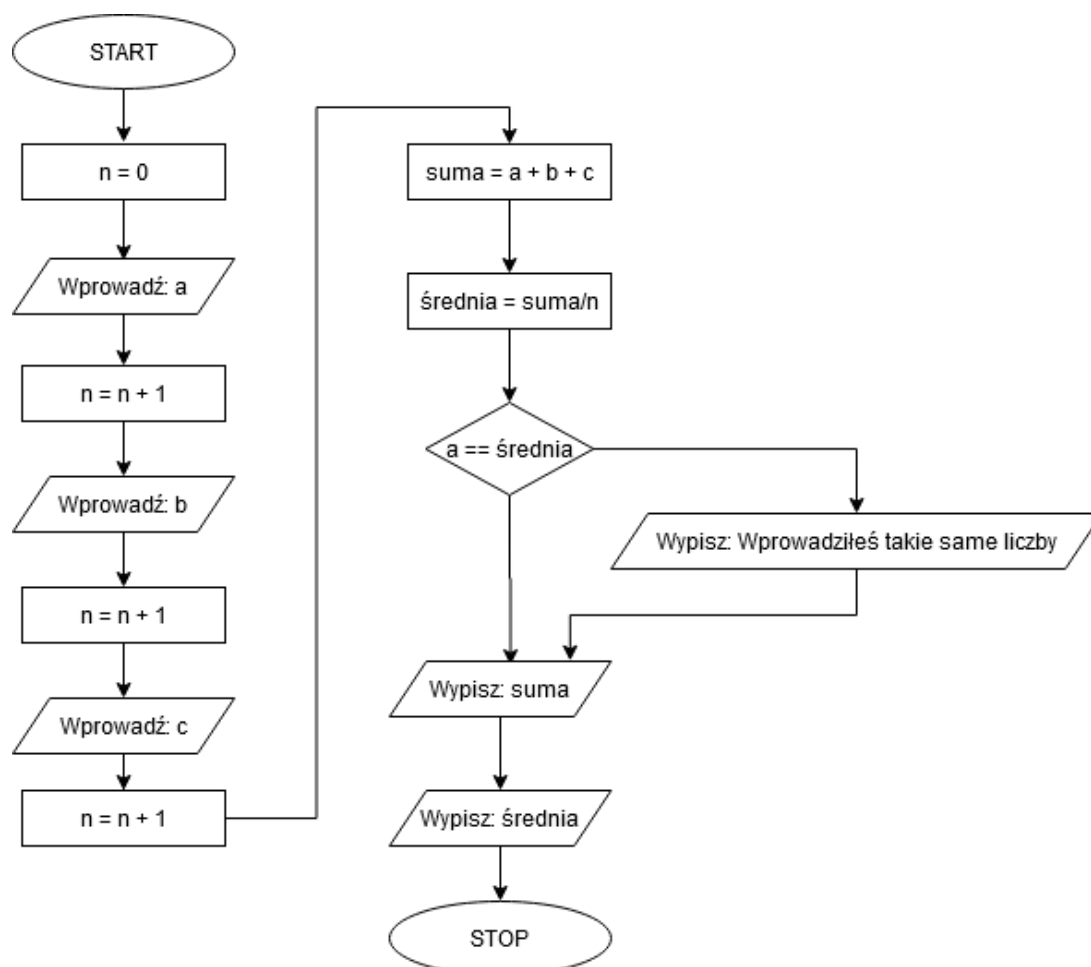 START
n = 0
Wprowadź: a
n = n + 1
Wprowadź: b
n = n + 1
Wprowadź: c
n = n + 1
suma = a + b + c
średnia = suma/n
a == średnia
Wypisz: Wprowadziłeś takie same liczby
Wypisz: suma
Wypisz: średnia
STOP